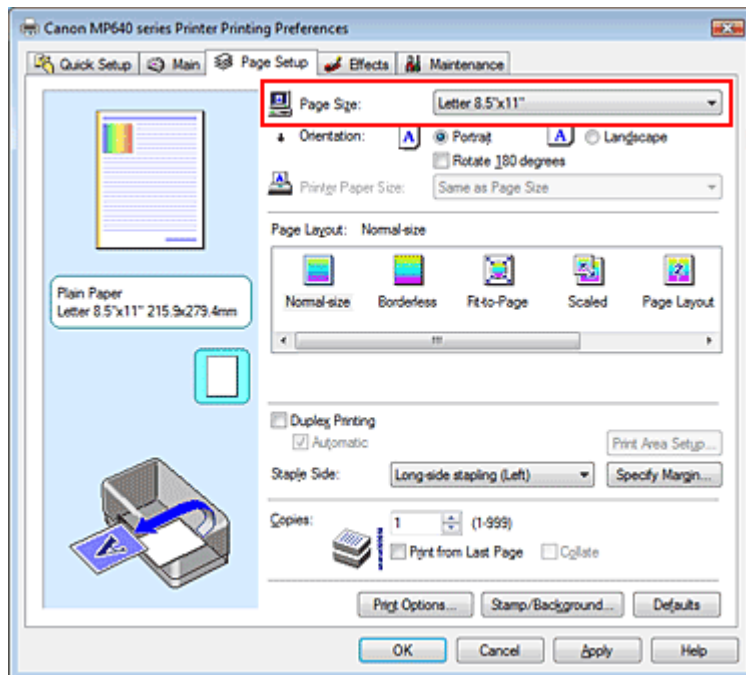 Canon MP640 series Printer Printing Preferences
Quick Setup Main Page Setup Effects Maintenance
Page Size: Letter 8.5"x11"
Orientation: A Portrait A Landscape
Rotate 180 degrees
Printer Paper Size: Same as Page Size
Page Layout: Normal-size
Normal-size Borderless Fit-to-Page Scaled Page Layout
Plain Paper
Letter 8.5"x11" 215.9x279.4mm
Duplex Printing
Automatic
Print Area Setup...
Staple Side: Long-side stapling (Left) Specify Margin...
Copies: 1 (1-999)
Print from Last Page Collate
Print Options... Stamp/Background... Defaults
OK Cancel Apply Help